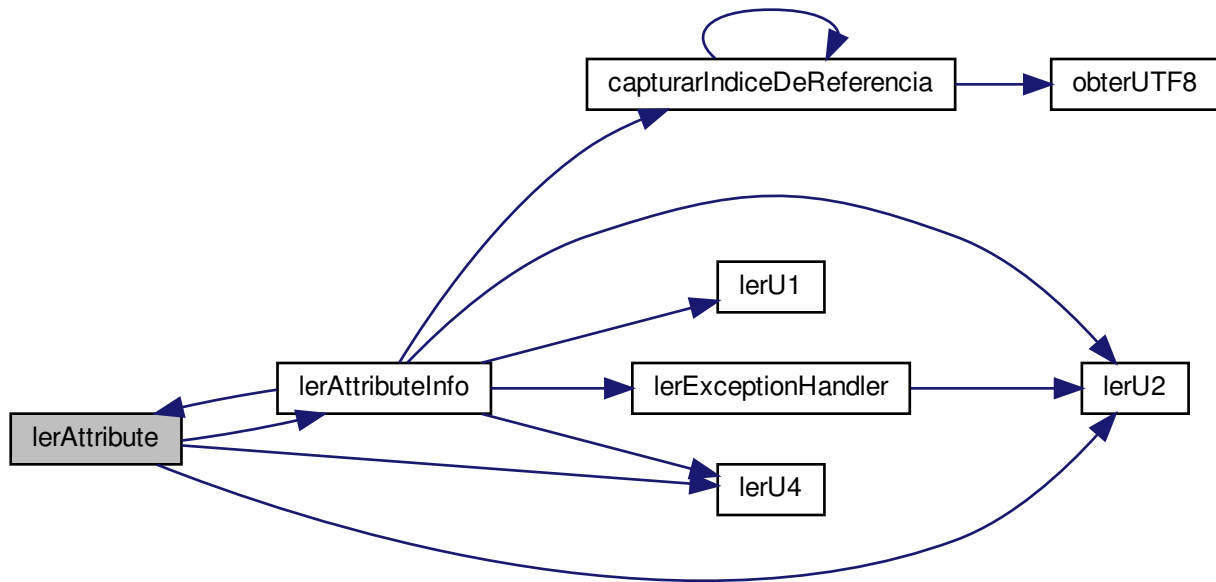 capturarIndiceDeReferencia
obterUTF8
lerU1
lerAttributeInfo
lerExceptionHandler
lerU2
lerAttribute
lerU4